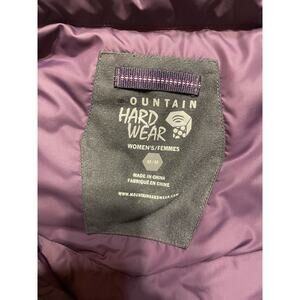 OUNTAIN
HARD
WEAR
WOMEN'S/FEMMES
M/M
MADE IN CHINA
FABRIQUÉ EN CHINE
WWW.MOUNTAINHARDWEAR.COM